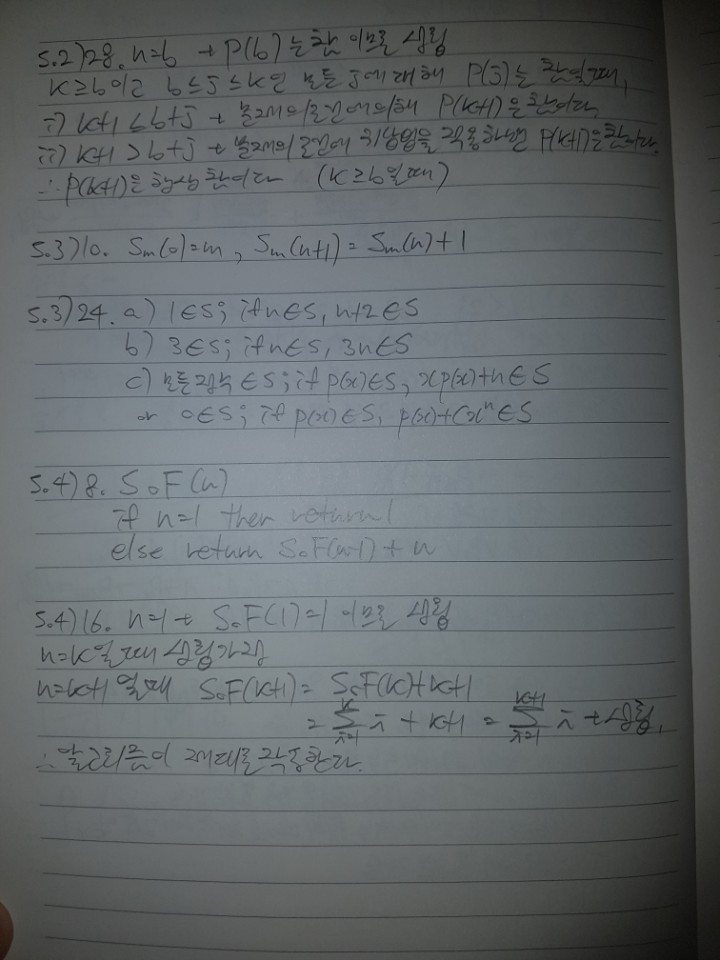 5.2)28. n=b → P(b)는 참 이므로 성립
k≥b이고 b≤j≤k인 모든 j에 대해 P(j)는 참일 때,
i) k+1≤b+j → 문제의 조건에 의해 P(k+1)은 참이다.
ii) k+1>b+j → 문제의 조건에 귀납법을 적용하면 P(k+1)은 참이다.
∴P(k+1)은 항상 참이다 (k≥b일 때)
5.3)10. Sm(0)=m, Sm(n+1)=Sm(n)+1
5.3)24. a) 1∈S; if n∈S, n+2∈S
b) 3∈S; if n∈S, 3n∈S
c) 모든 정수∈S; if p(x)∈S, xp(x)+n∈S
or 0∈S; if p(x)∈S, p(x)+cxⁿ∈S
5.4)8. SoF(n)
if n=1 then return 1
else return SoF(n-1)+n
5.4)16. n=1 → SoF(1)=1 이므로 성립
n=k일 때 성립 가정
n=k+1 일 때 SoF(k+1)= SoF(k)+k+1
= ∑_{i=1}^{k} i + k+1 = ∑_{i=1}^{k+1} i → 성립.
∴알고리즘이 제대로 작동한다.